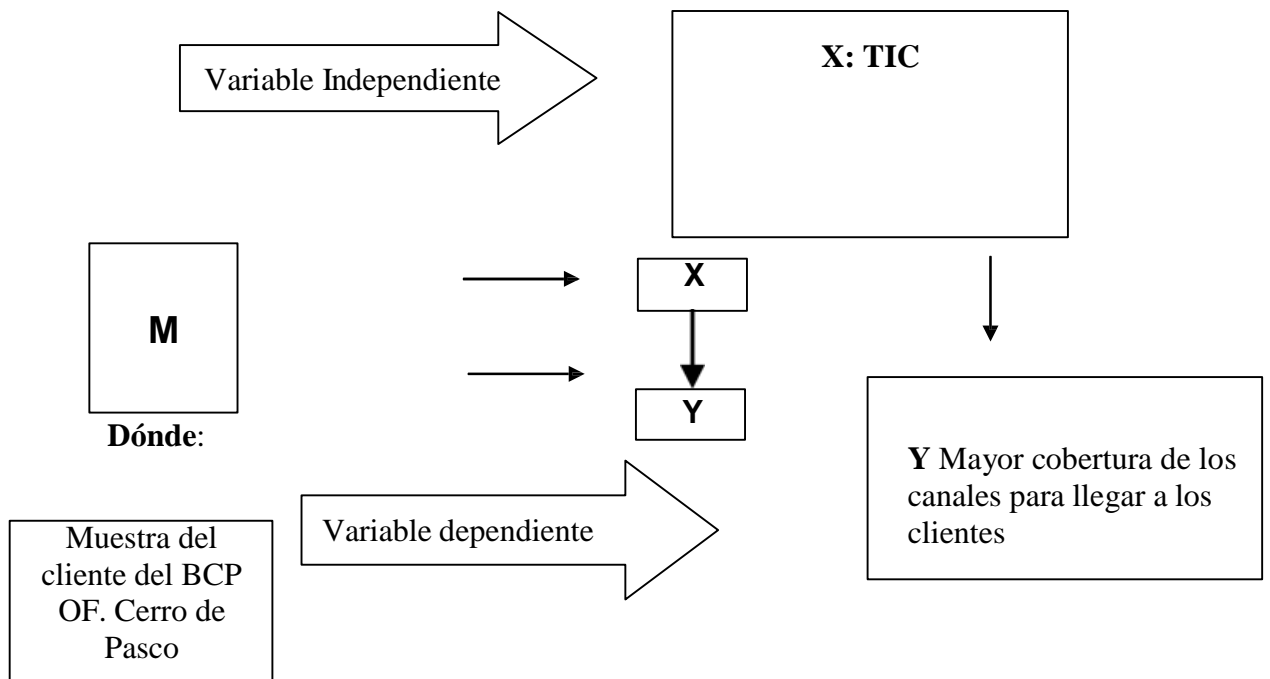 Variable Independiente
X: TIC
M
X
Y
Dónde:
Variable dependiente
Y Mayor cobertura de los
canales para llegar a los
clientes
Muestra del
cliente del BCP
OF. Cerro de
Pasco